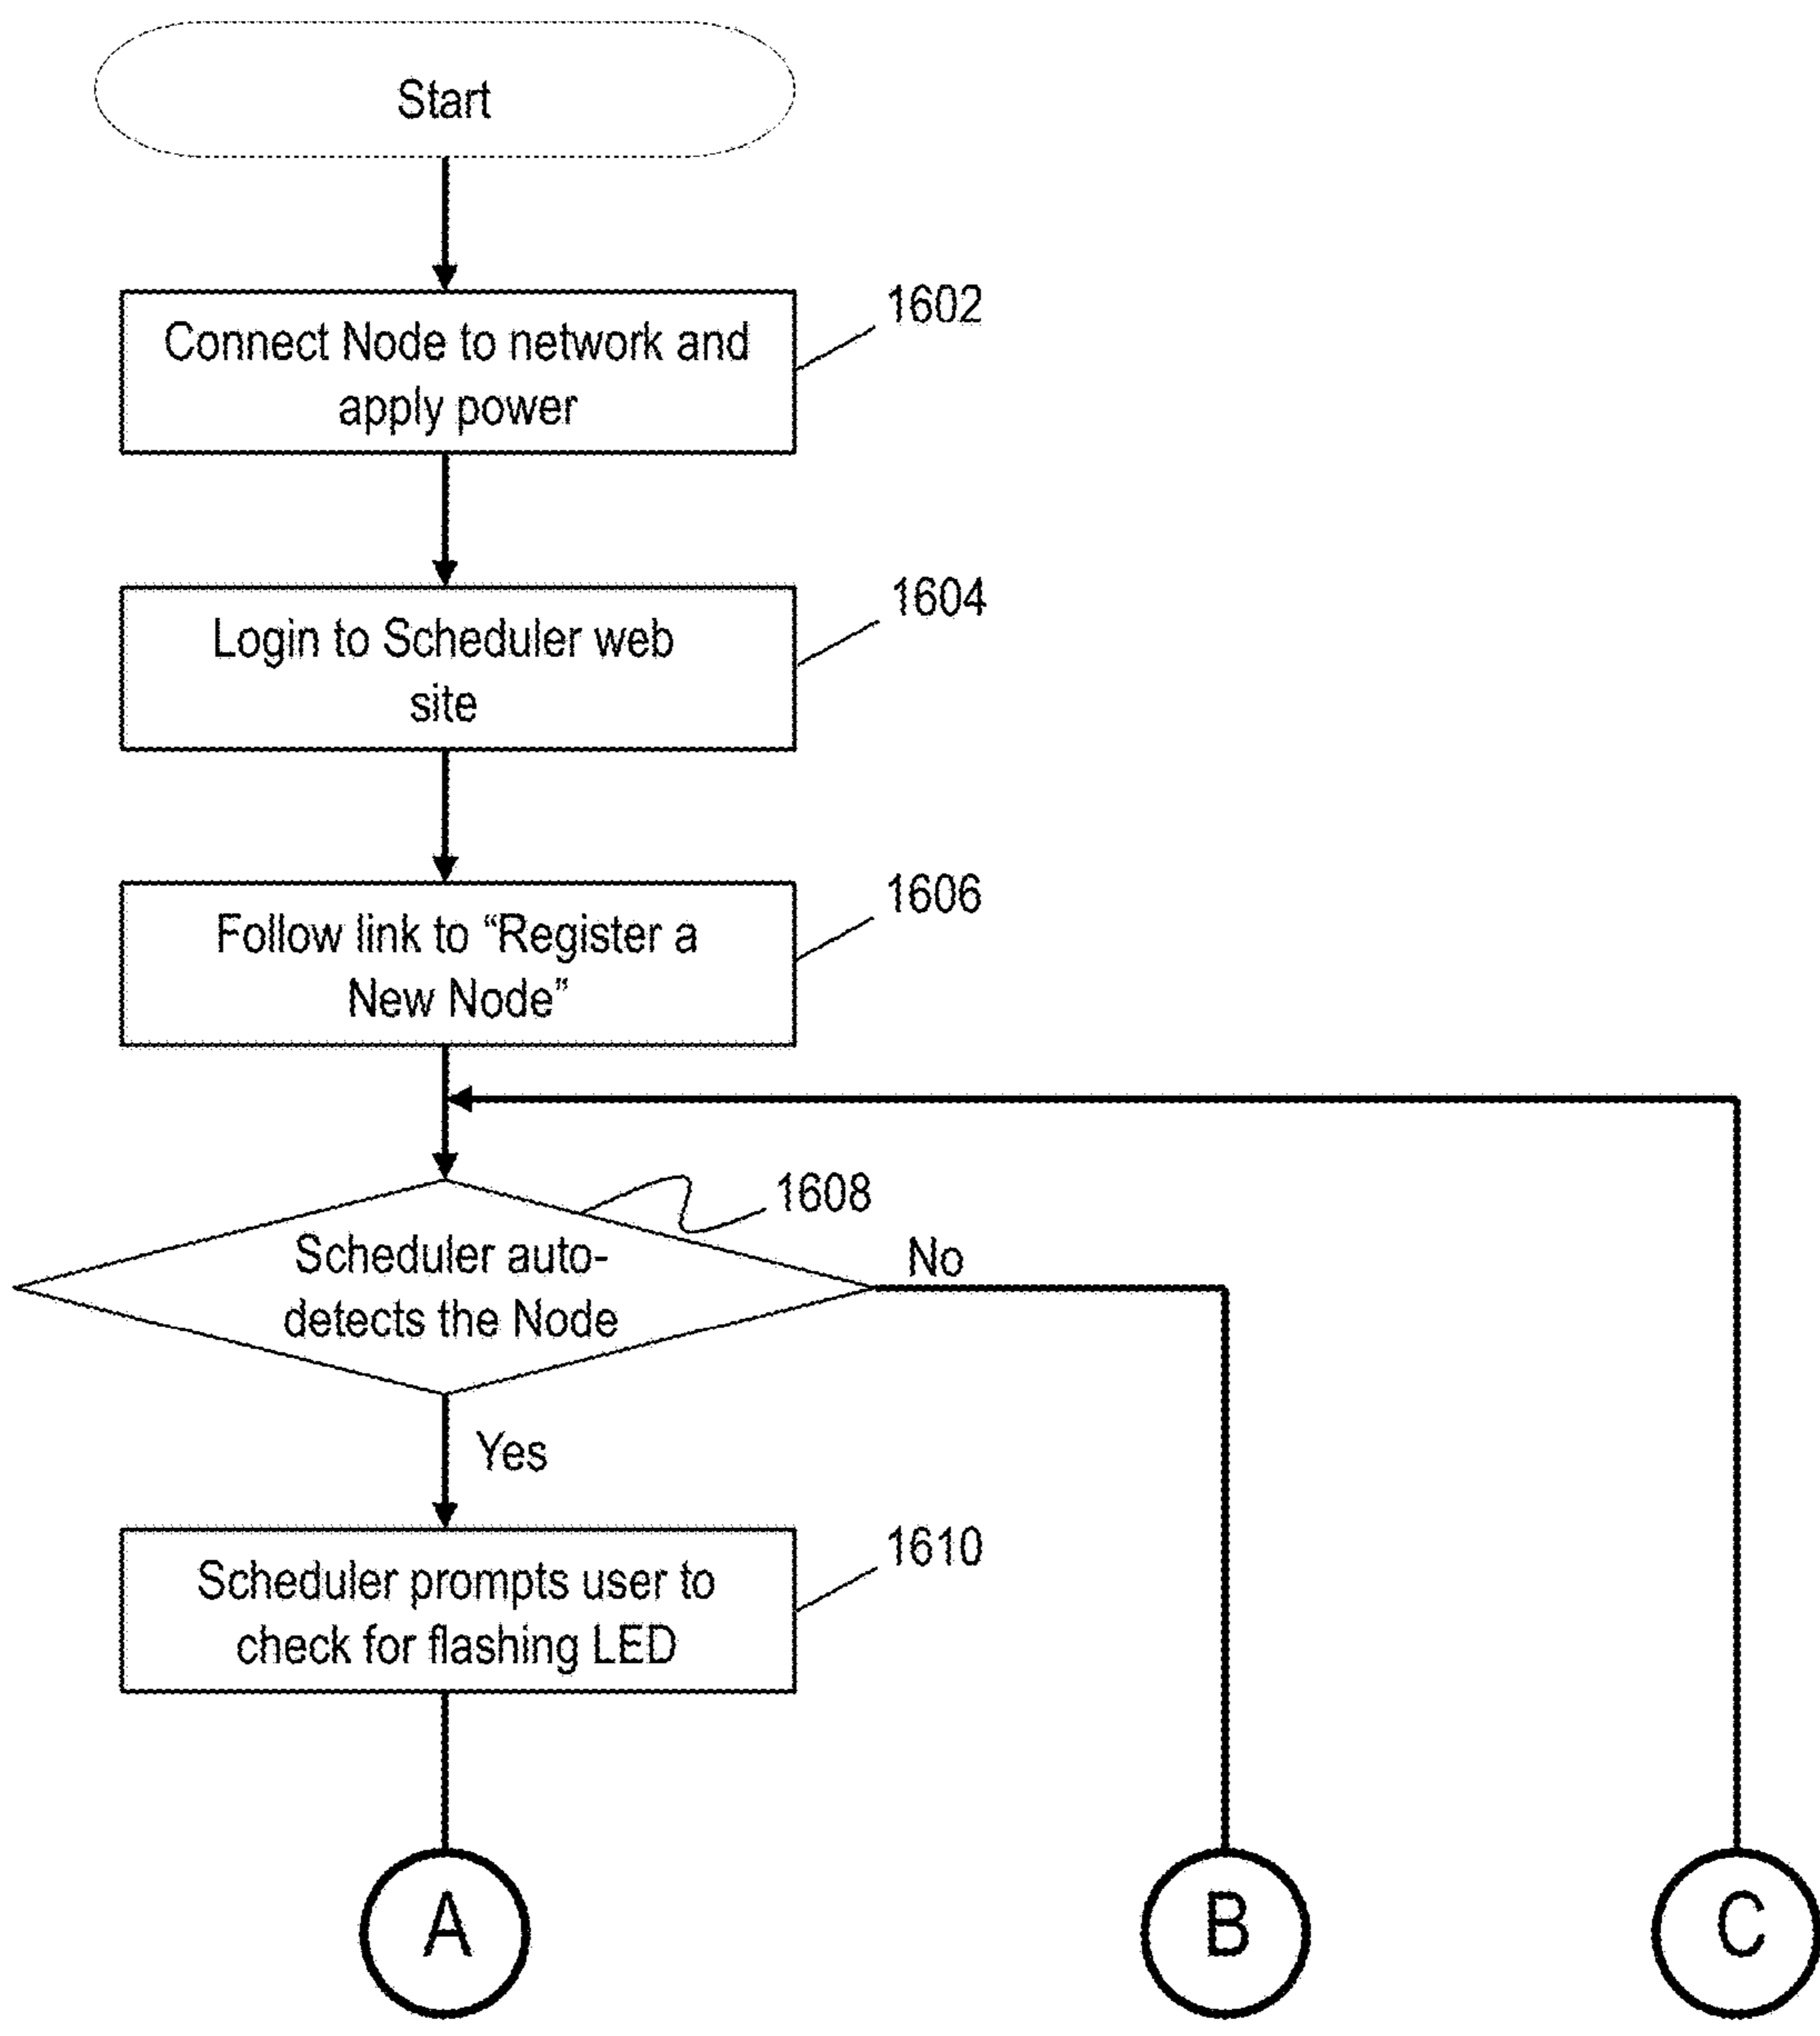 Start
1602
Connect Node to network and
apply power
1604
Login to Scheduler web
site
1606
Follow link to “Register a
New Node”
1608
Scheduler auto-
detects the Node
No
Yes
1610
Scheduler prompts user to
check for flashing LED
A
B
C